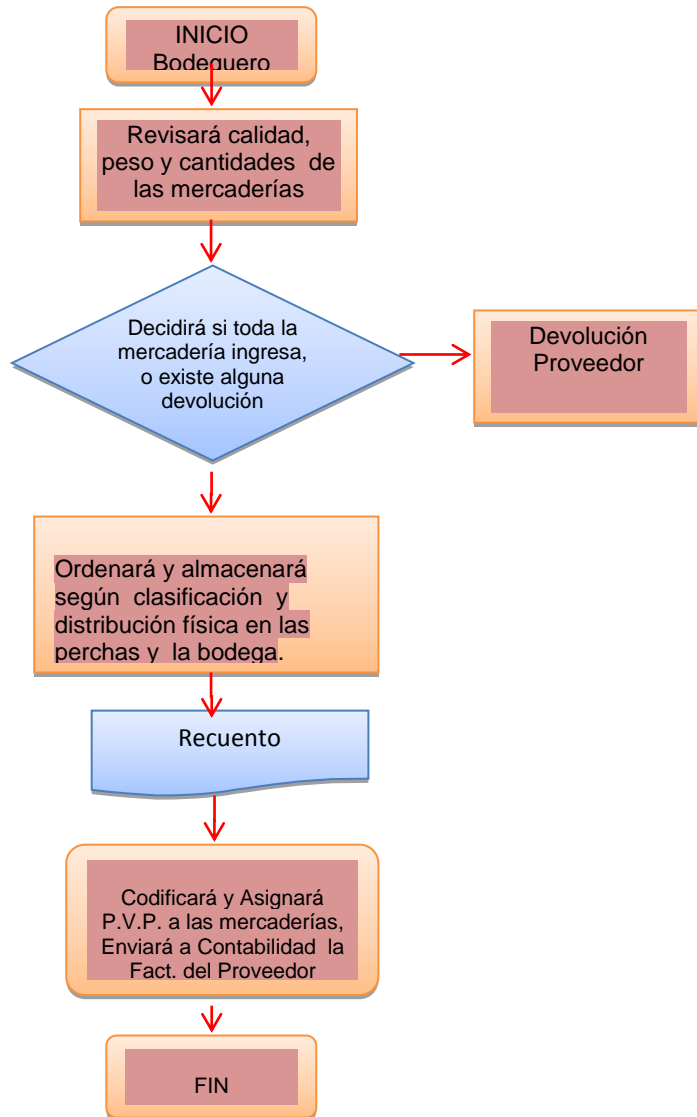 INICIO
Bodeguero
Revisará calidad,
peso y cantidades de
las mercaderías
Decidirá si toda la
mercadería ingresa,
o existe alguna
devolución
Devolución
Proveedor
Ordenará y almacenará
según clasificación y
distribución física en las
perchas y la bodega.
Recuento
Codificará y Asignará
P.V.P. a las mercaderías,
Enviará a Contabilidad la
Fact. del Proveedor
FIN